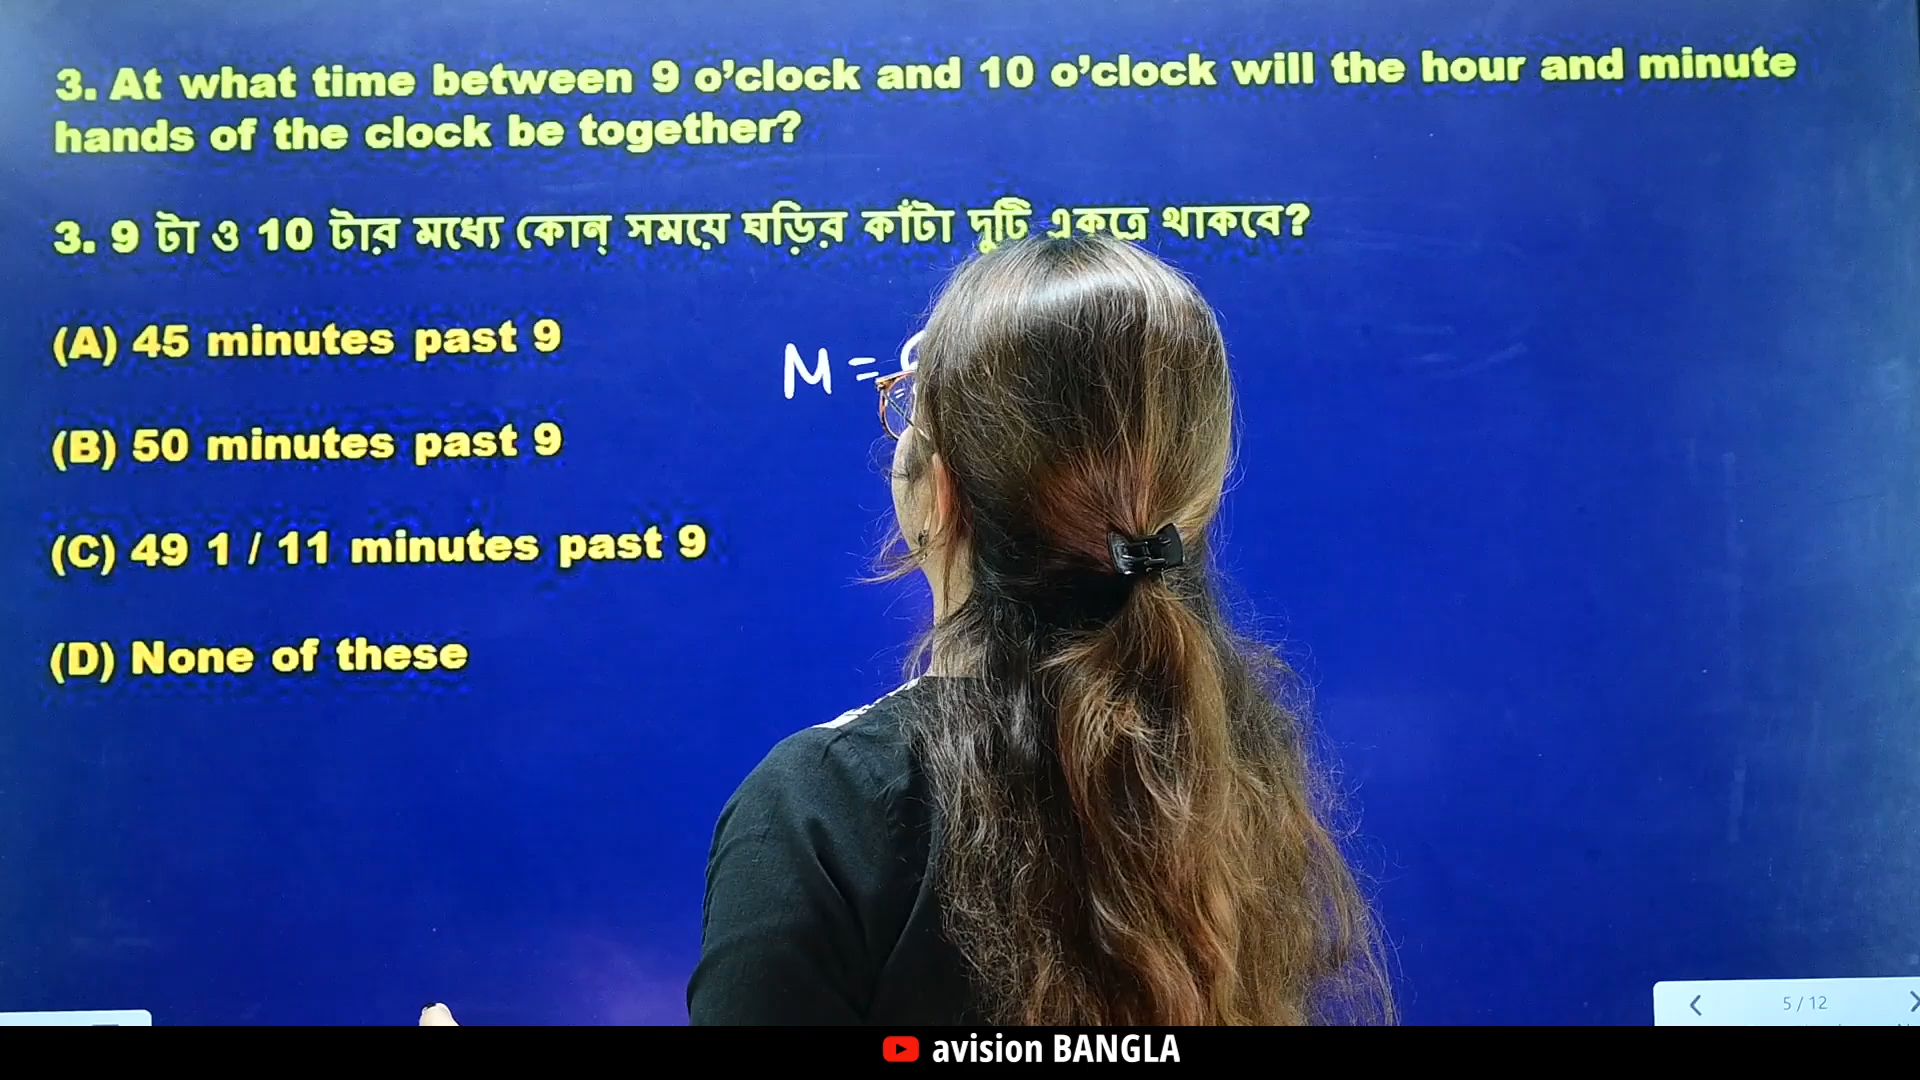 3. At what time between 9 o’clock and 10 o’clock will the hour and minute
hands of the clock be together?
3. 9 টা ও 10 টার মধ্যে কোন্ সময়ে ঘড়ির কাঁটা দুটি একত্রে থাকবে?
(A) 45 minutes past 9
M =
(B) 50 minutes past 9
(C) 49 1 / 11 minutes past 9
(D) None of these
5 / 12
avision BANGLA